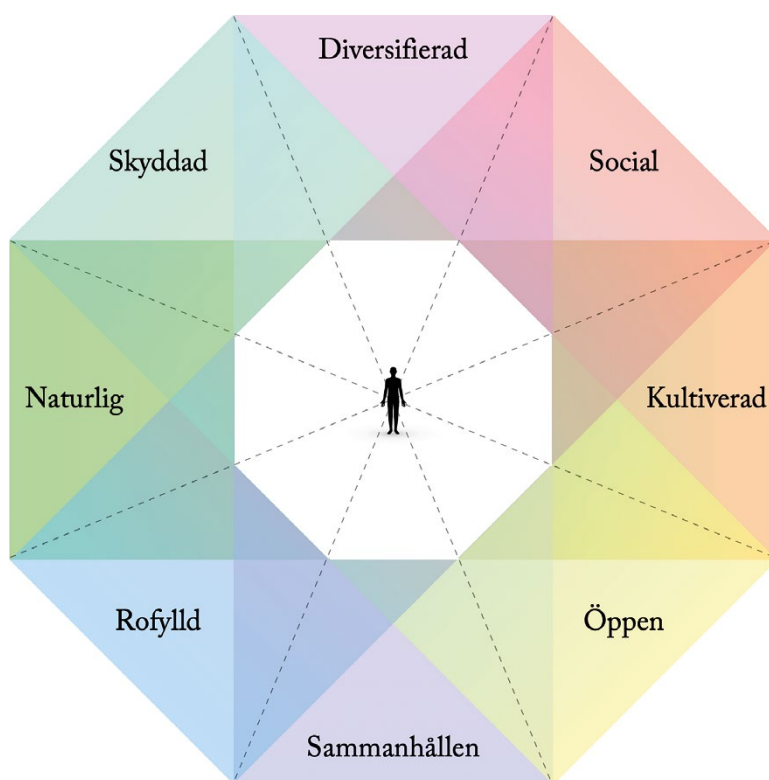 Diversifierad
Skyddad
Social
Naturlig
Kultiverad
Rofylld
Öppen
Sammanhållen